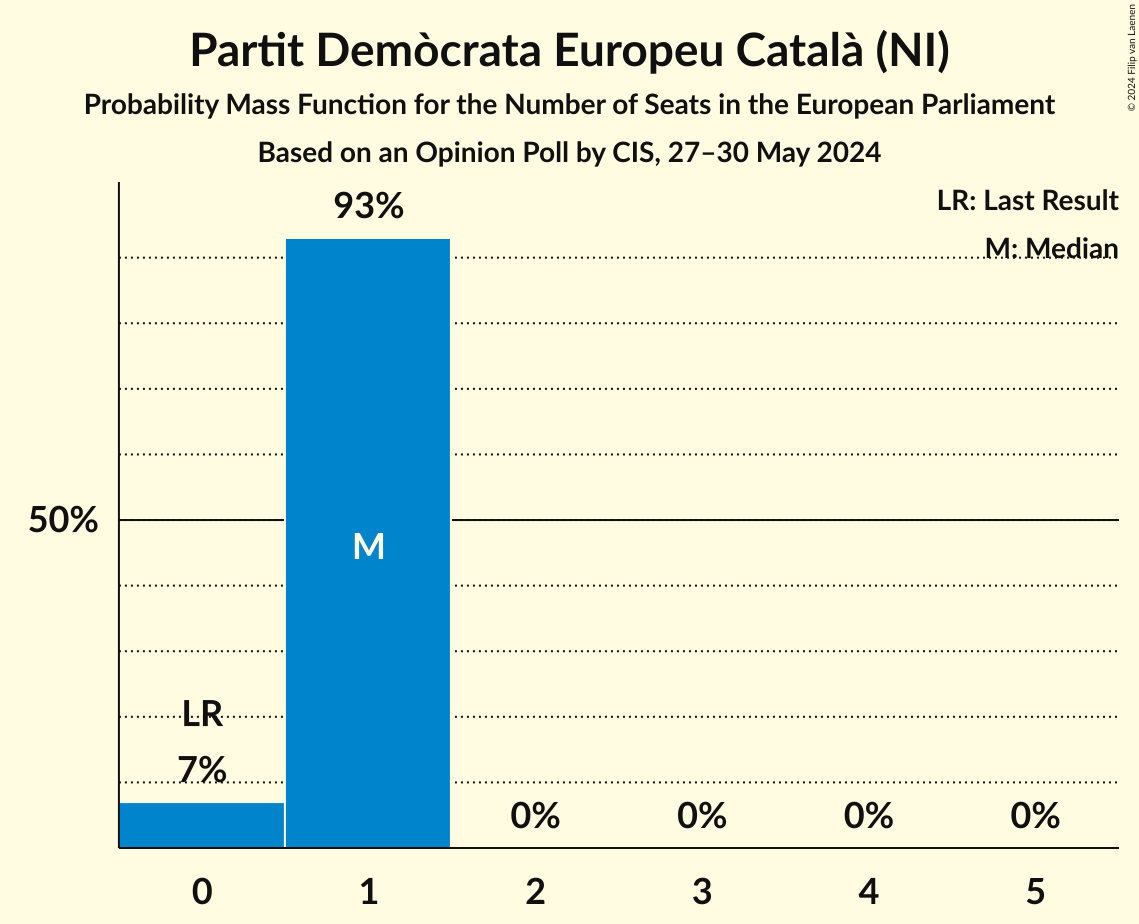 Partit Demòcrata Europeu Català (NI)
Probability Mass Function for the Number of Seats in the European Parliament
Based on an Opinion Poll by CIS, 27–30 May 2024
© 2024 Filip van Laenen
LR: Last Result
M: Median
93%
50%
M
LR
7%
0% 0% 0% 0%
0 1 2 3 4 5